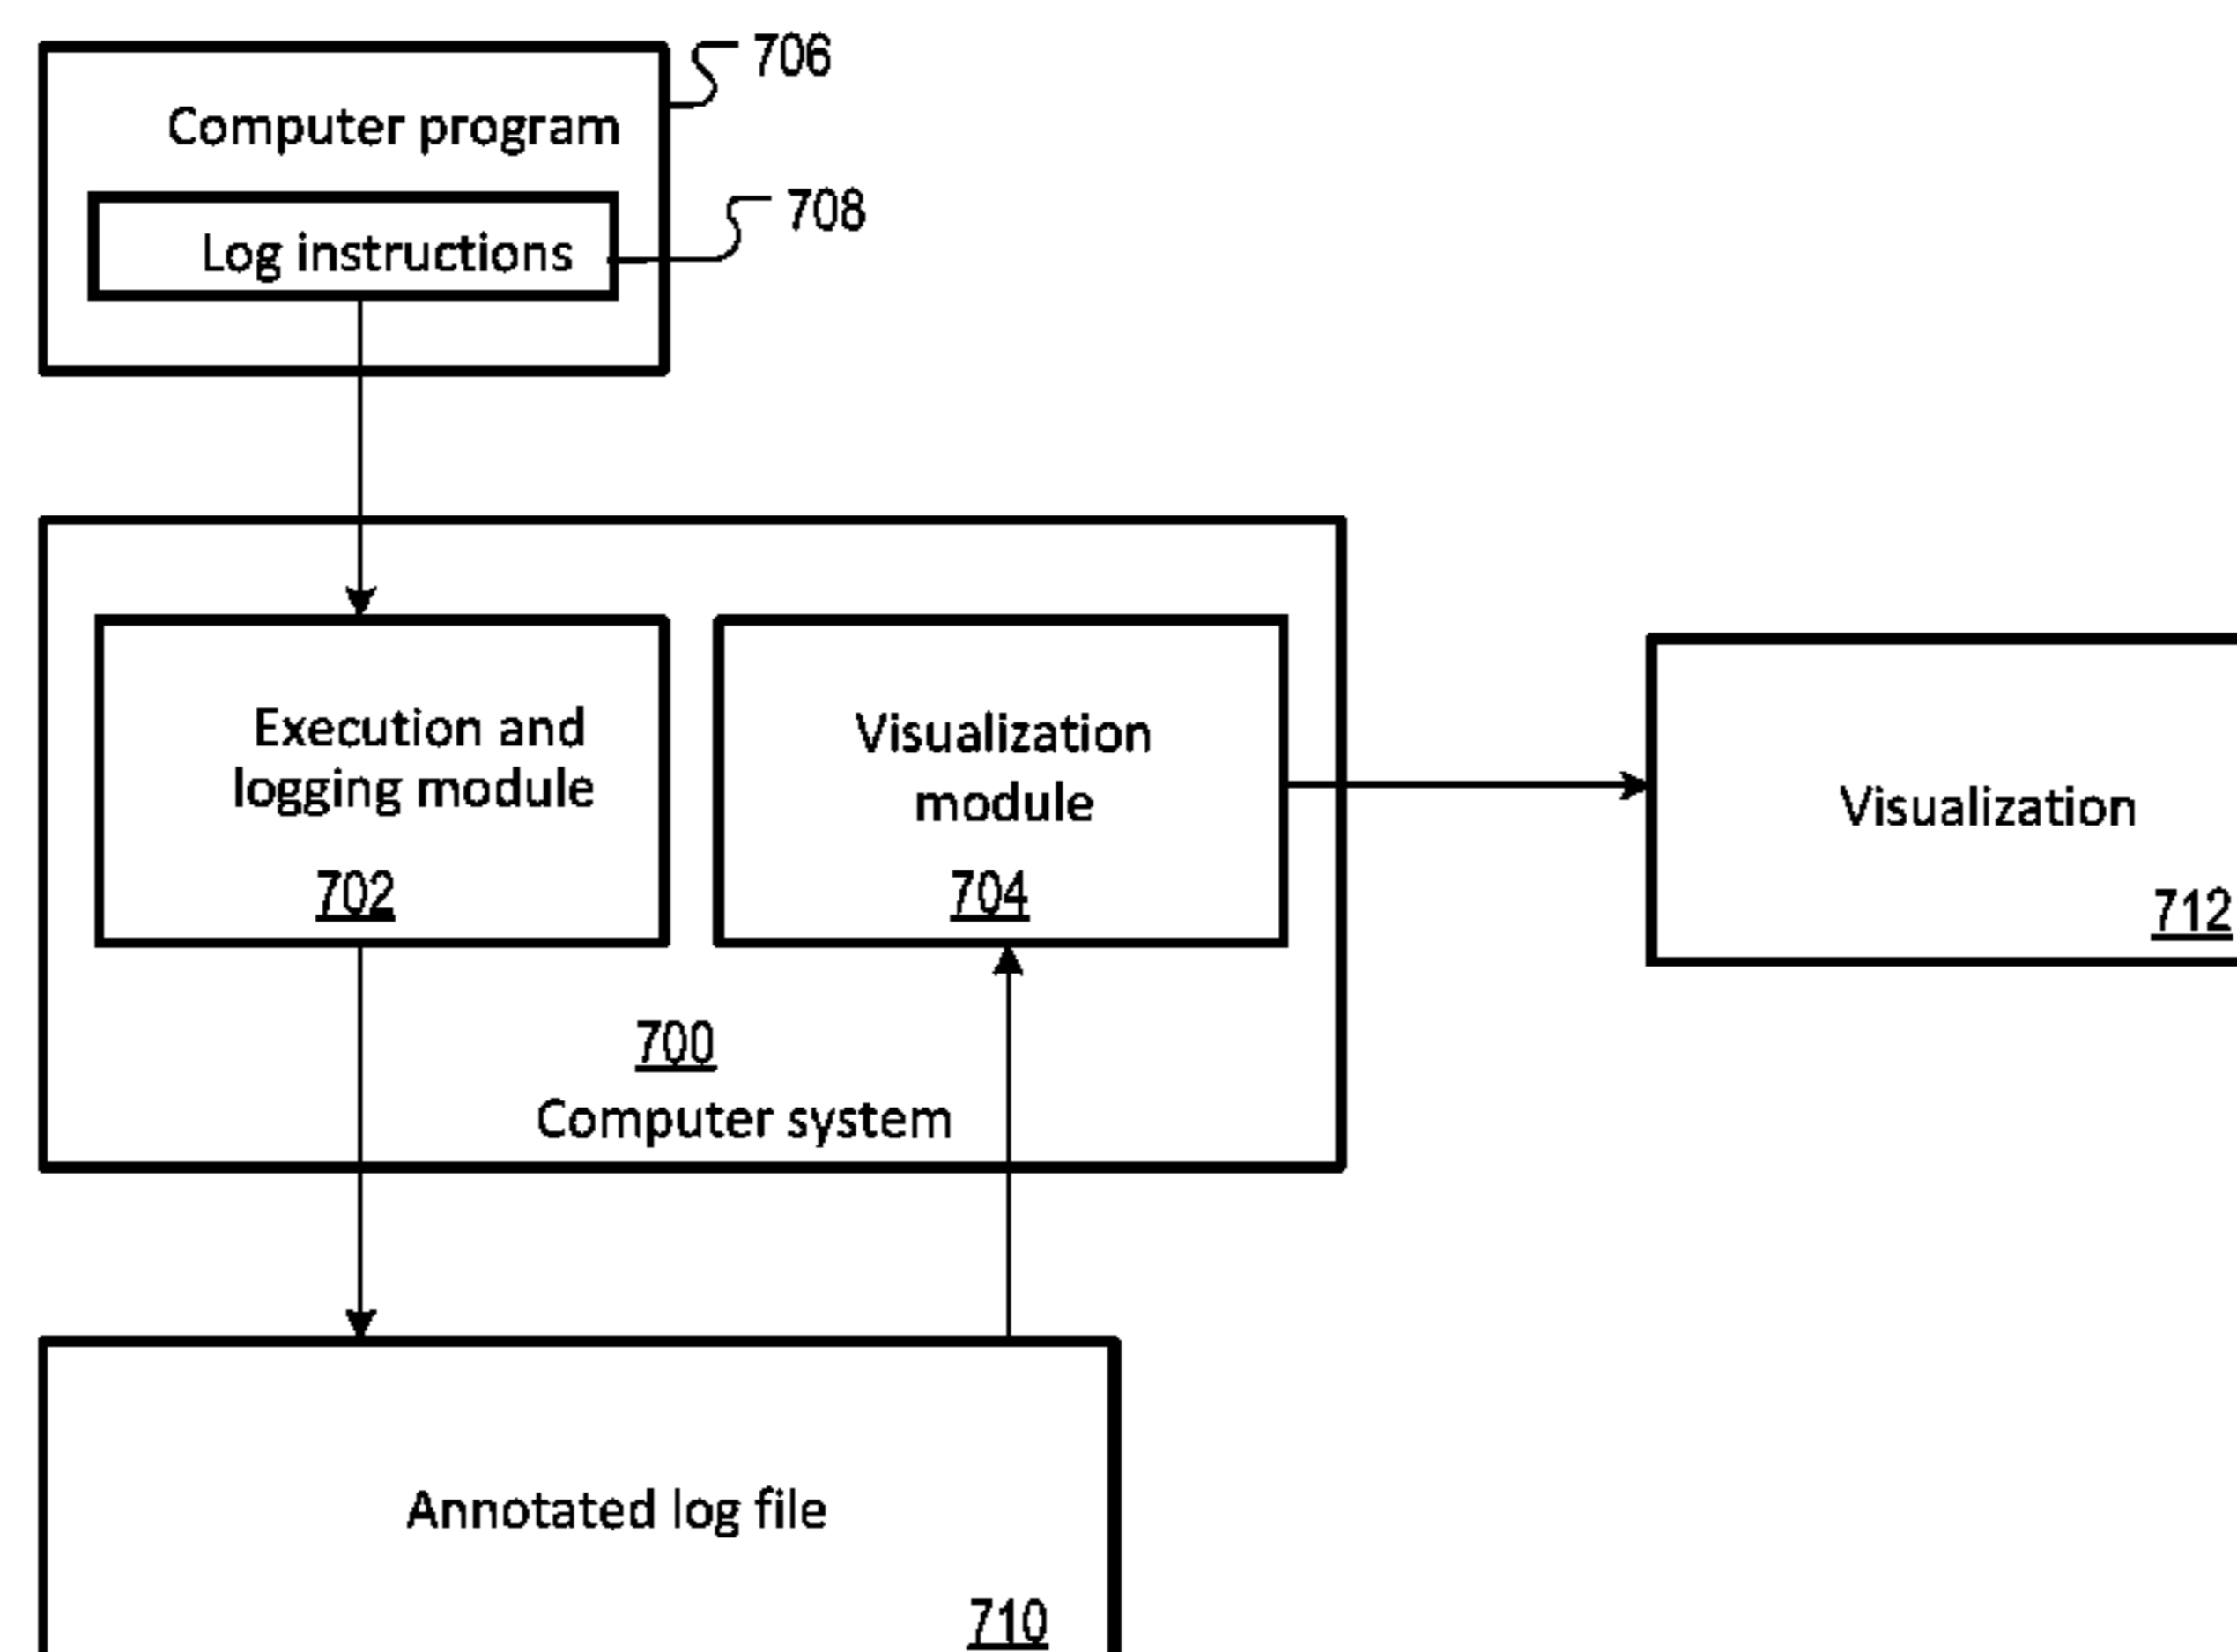 706
Computer program
708
Log instructions
Execution and
logging module
702
Visualization
module
704
Visualization
712
700
Computer system
Annotated log file
710